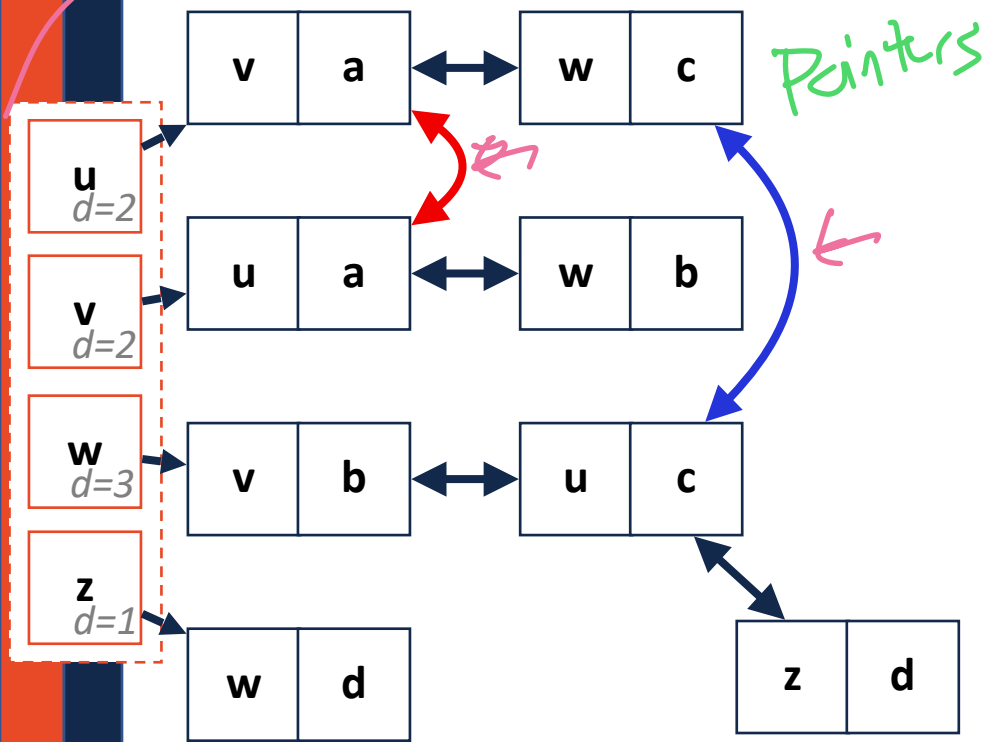 v a w c Pointers
u
d=2
u a w b
v
d=2
w
d=3
v b u c
z
d=1
w d z d